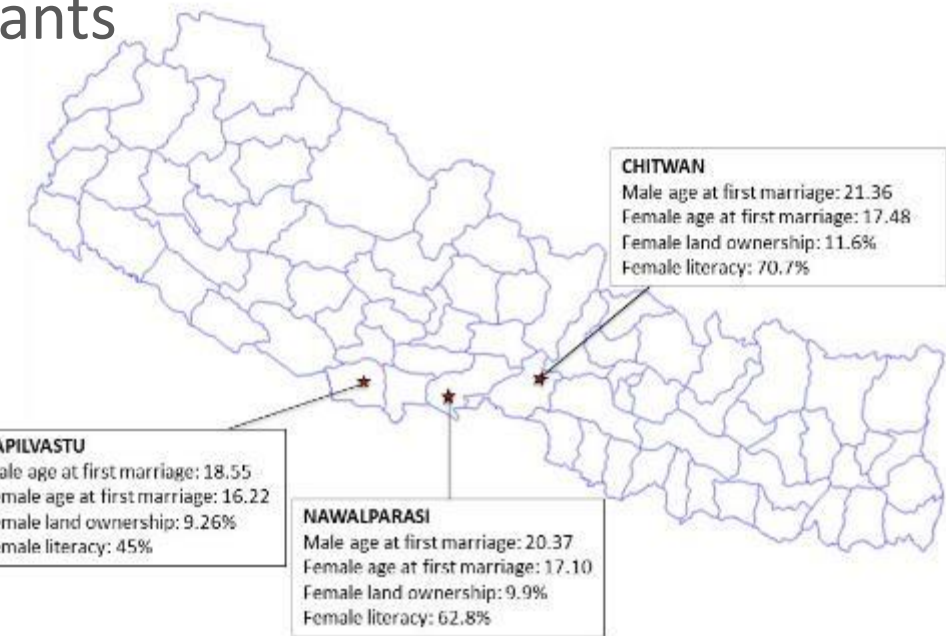 ants
CHITWAN
Male age at first marriage: 21.36
Female age at first marriage: 17.48
Female land ownership: 11.6%
Female literacy: 70.7%
APILVASTU
ale age at first marriage: 18.55
male age at first marriage: 16.22
male land ownership: 9.26%
male literacy: 45%
NAWALPARASI
Male age at first marriage: 20.37
Female age at first marriage: 17.10
Female land ownership: 9.9%
Female literacy: 62.8%